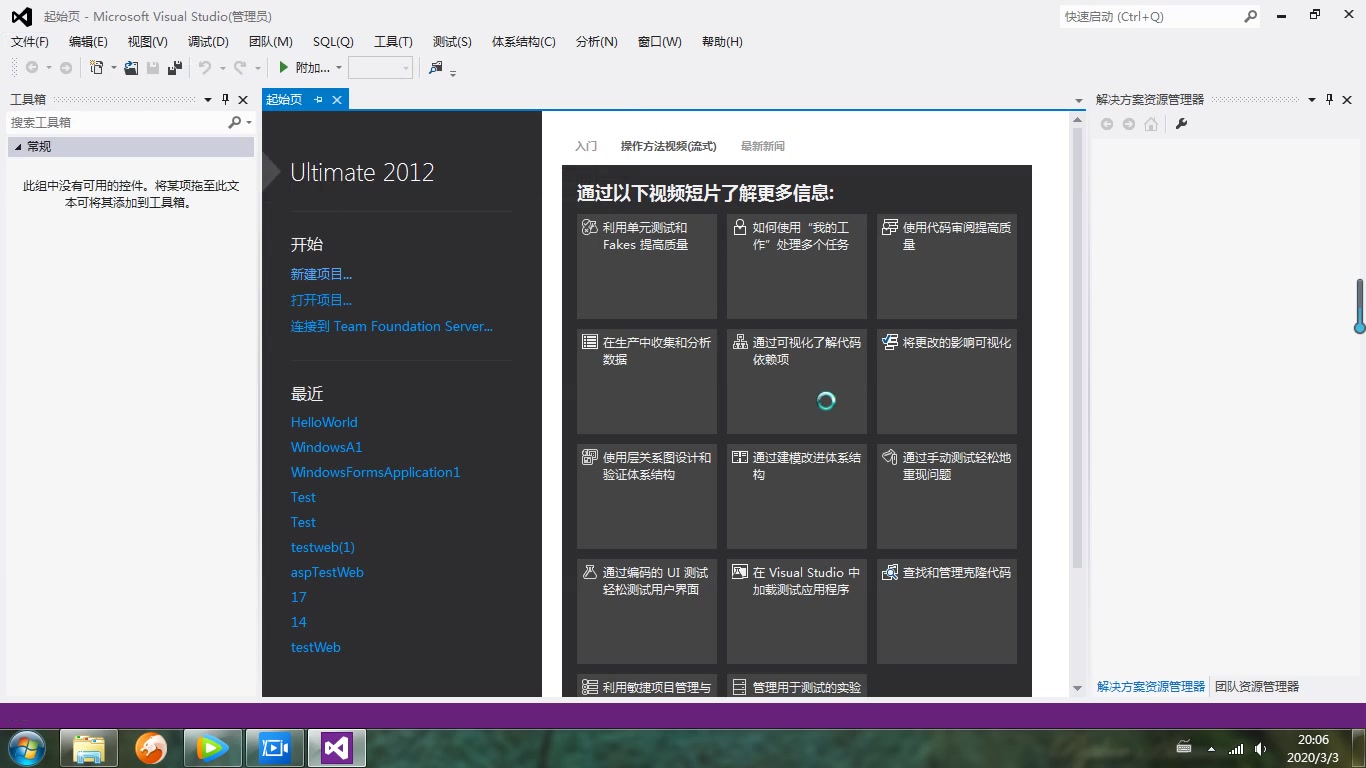 起始页 - Microsoft Visual Studio(管理员)
快速启动 (Ctrl+Q)
文件(F) 编辑(E) 视图(V) 调试(D) 团队(M) SQL(Q) 工具(T) 测试(S) 体系结构(C) 分析(N) 窗口(W) 帮助(H)
附加...
工具箱
搜索工具箱
常规
此组中没有可用的控件。将某项拖至此文
本可将其添加到工具箱。
起始页
Ultimate 2012
开始
新建项目...
打开项目...
连接到 Team Foundation Server...
最近
HelloWorld
WindowsA1
WindowsFormsApplication1
Test
Test
testweb(1)
aspTestWeb
17
14
testWeb
入门 操作方法视频(流式) 最新新闻
通过以下视频短片了解更多信息:
利用单元测试和
Fakes 提高质量
如何使用“我的工
作”处理多个任务
使用代码审阅提高质
量
在生产中收集和分析
数据
通过可视化了解代码
依赖项
将更改的影响可视化
使用层关系图设计和
验证体系结构
通过建模改进体系结
构
通过手动测试轻松地
重现问题
通过编码的 UI 测试
轻松测试用户界面
在 Visual Studio 中
加载测试应用程序
查找和管理克隆代码
利用敏捷项目管理与
管理用于测试的实验
解决方案资源管理器
解决方案资源管理器 团队资源管理器
20:06
2020/3/3